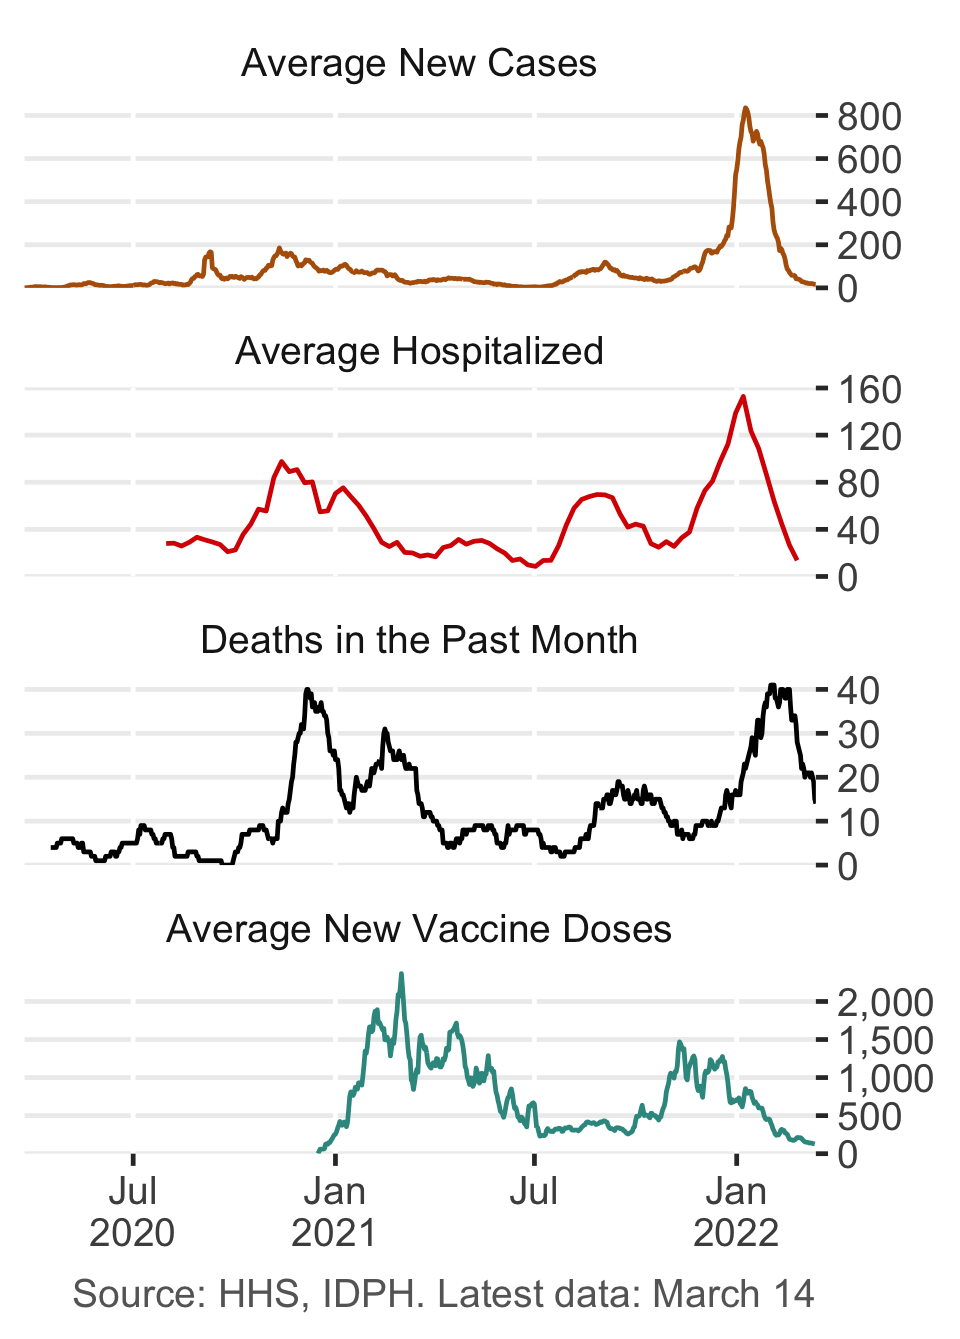 Average New Cases
800
600
400
200
0
Average Hospitalized
160
120
80
40
0
Deaths in the Past Month
40
30
20
10
0
Average New Vaccine Doses
2,000
1,500
1,000
500
0
Jul Jan Jul Jan
2020 2021 2022
Source: HHS, IDPH. Latest data: March 14